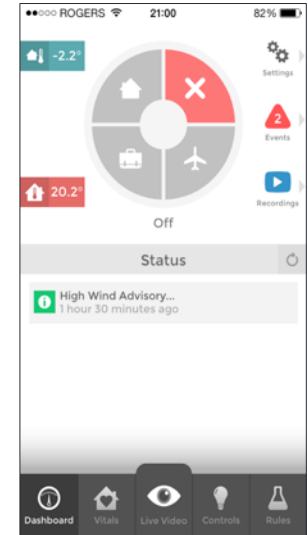 ROGERS 21:00 82%
-2.2°
Settings
2
Events
20.2°
Recordings
Off
Status
High Wind Advisory...
1 hour 30 minutes ago
Dashboard Vitals Live Video Controls Rules